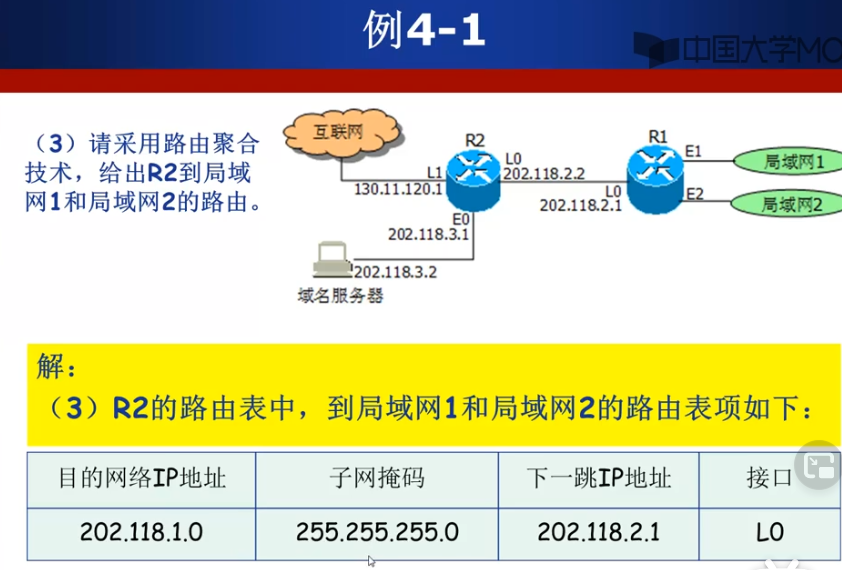 例4-1
中国大学MO
（3）请采用路由聚合
技术，给出R2到局域
网1和局域网2的路由。
互联网
R2
R1
L1
L0
E1
局域网1
130.11.120.1
202.118.2.2
L0
E2
局域网2
202.118.2.1
E0
202.118.3.1
202.118.3.2
域名服务器
解：
（3）R2的路由表中，到局域网1和局域网2的路由表项如下：
目的网络IP地址 子网掩码 下一跳IP地址 接口
202.118.1.0 255.255.255.0 202.118.2.1 L0